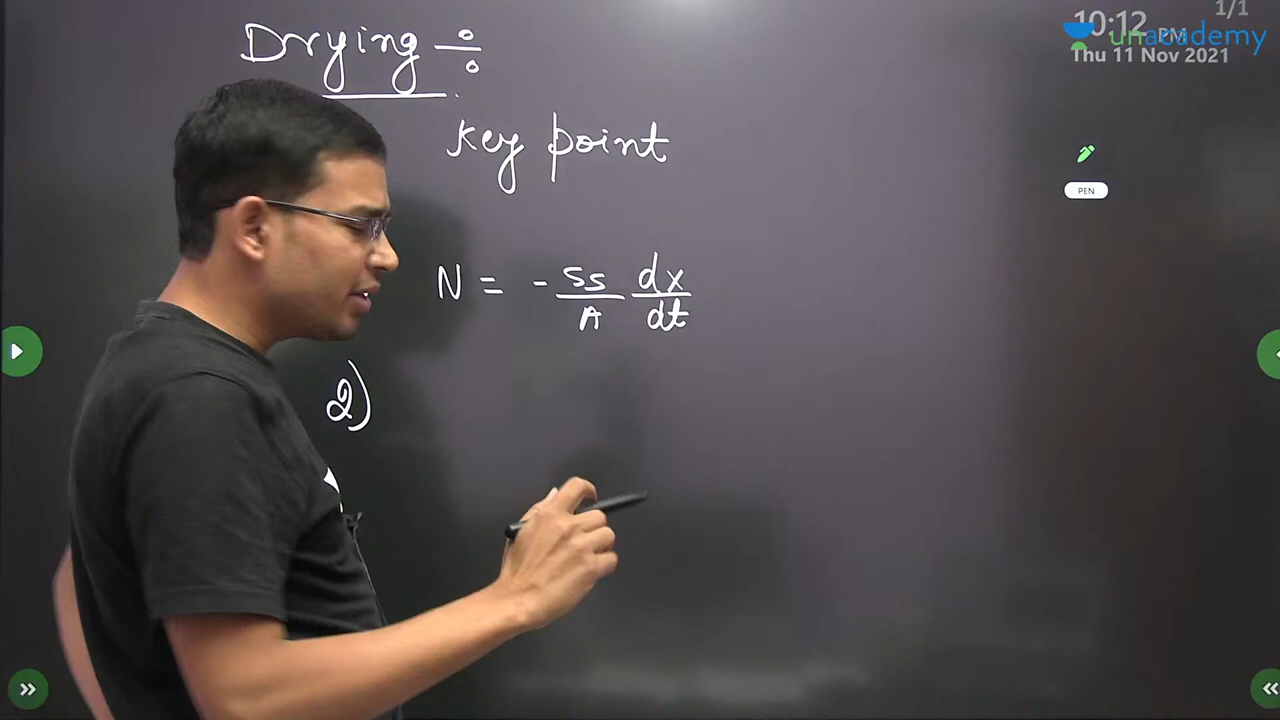 1/1
10:12 PM
unacademy
Thu 11 Nov 2021
Drying ÷
Key point
PEN
N = - Ss/A dx/dt
2)